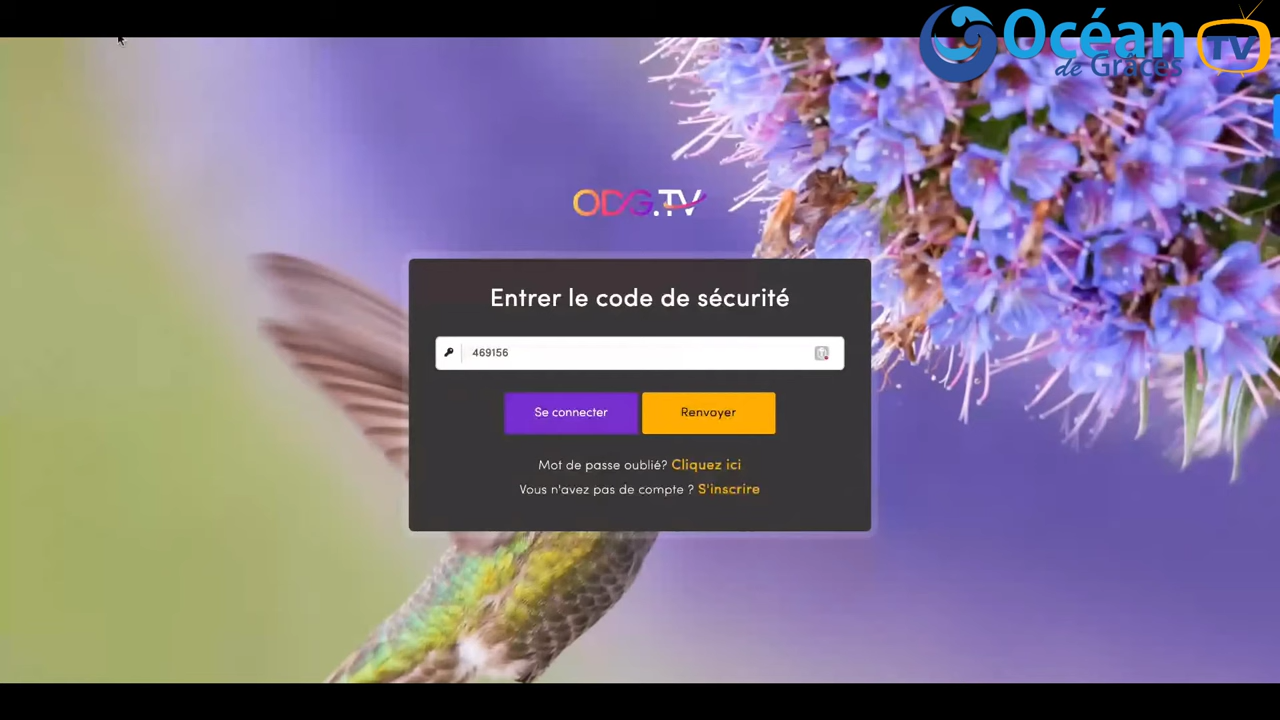 Océan TV
de Grâces
ODG.TV
Entrer le code de sécurité
469156
Se connecter
Renvoyer
Mot de passe oublié? Cliquez ici
Vous n'avez pas de compte ? S'inscrire